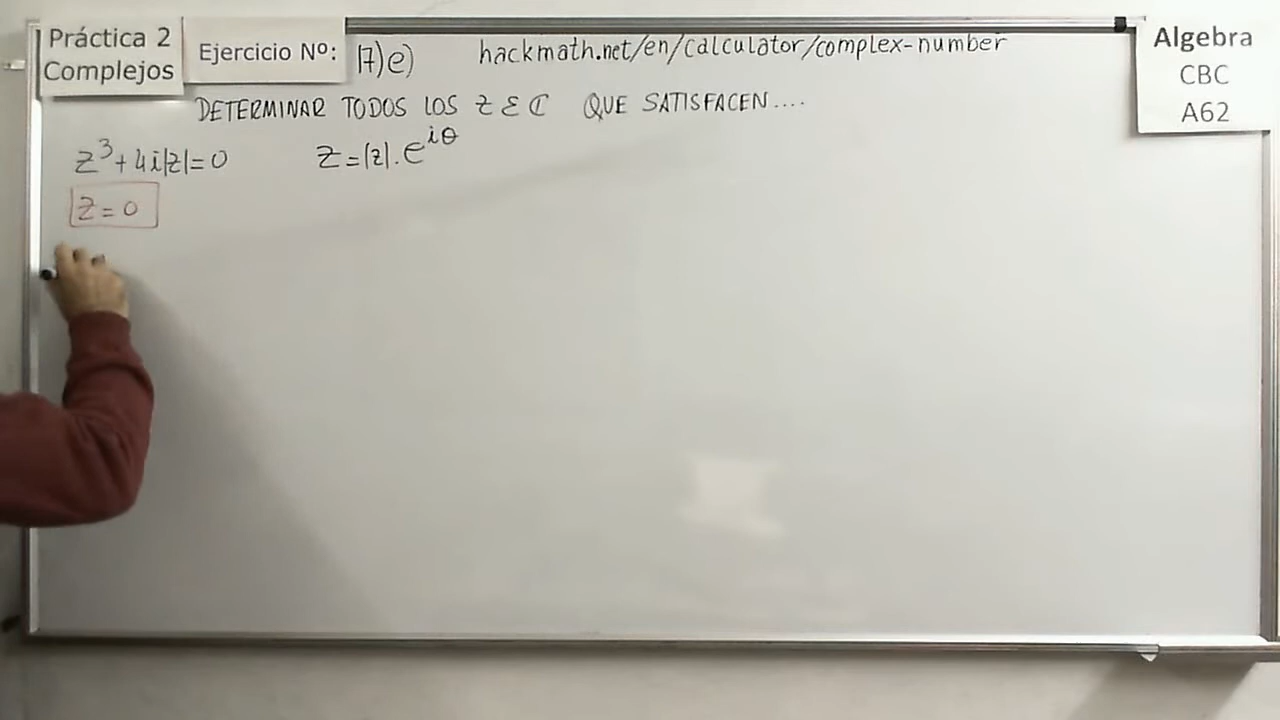 Práctica 2
Complejos
Ejercicio Nº: 17)e)
hackmath.net/en/calculator/complex-number
Algebra
CBC
A62
DETERMINAR TODOS LOS Z ε ℂ QUE SATISFACEN....
z³+4i|z|=0
z=|z|.e^{iθ}
z=0